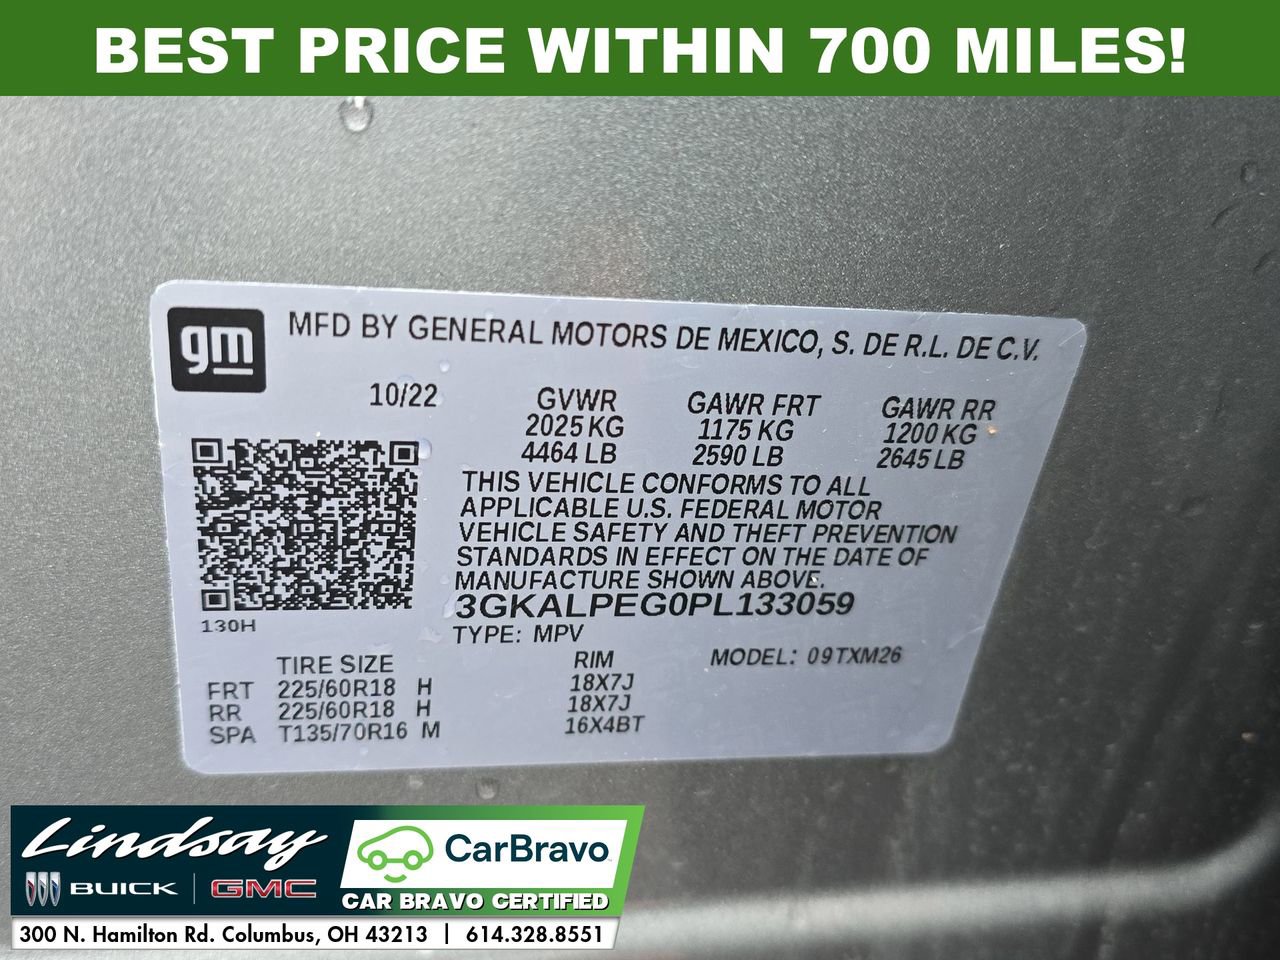 BEST PRICE WITHIN 700 MILES!
gm
MFD BY GENERAL MOTORS DE MEXICO, S. DE R.L. DE C.V.
10/22 GVWR GAWR FRT GAWR RR
2025 KG 1175 KG 1200 KG
4464 LB 2590 LB 2645 LB
THIS VEHICLE CONFORMS TO ALL
APPLICABLE U.S. FEDERAL MOTOR
VEHICLE SAFETY AND THEFT PREVENTION
STANDARDS IN EFFECT ON THE DATE OF
MANUFACTURE SHOWN ABOVE.
3GKALPEG0PL133059
130H
TYPE: MPV MODEL: 09TXM26
TIRE SIZE RIM
FRT 225/60R18 H 18X7J
RR 225/60R18 H 18X7J
SPA T135/70R16 M 16X4BT
Lindsay
BUICK | GMC
CarBravo
CAR BRAVO CERTIFIED
300 N. Hamilton Rd. Columbus, OH 43213 | 614.328.8551